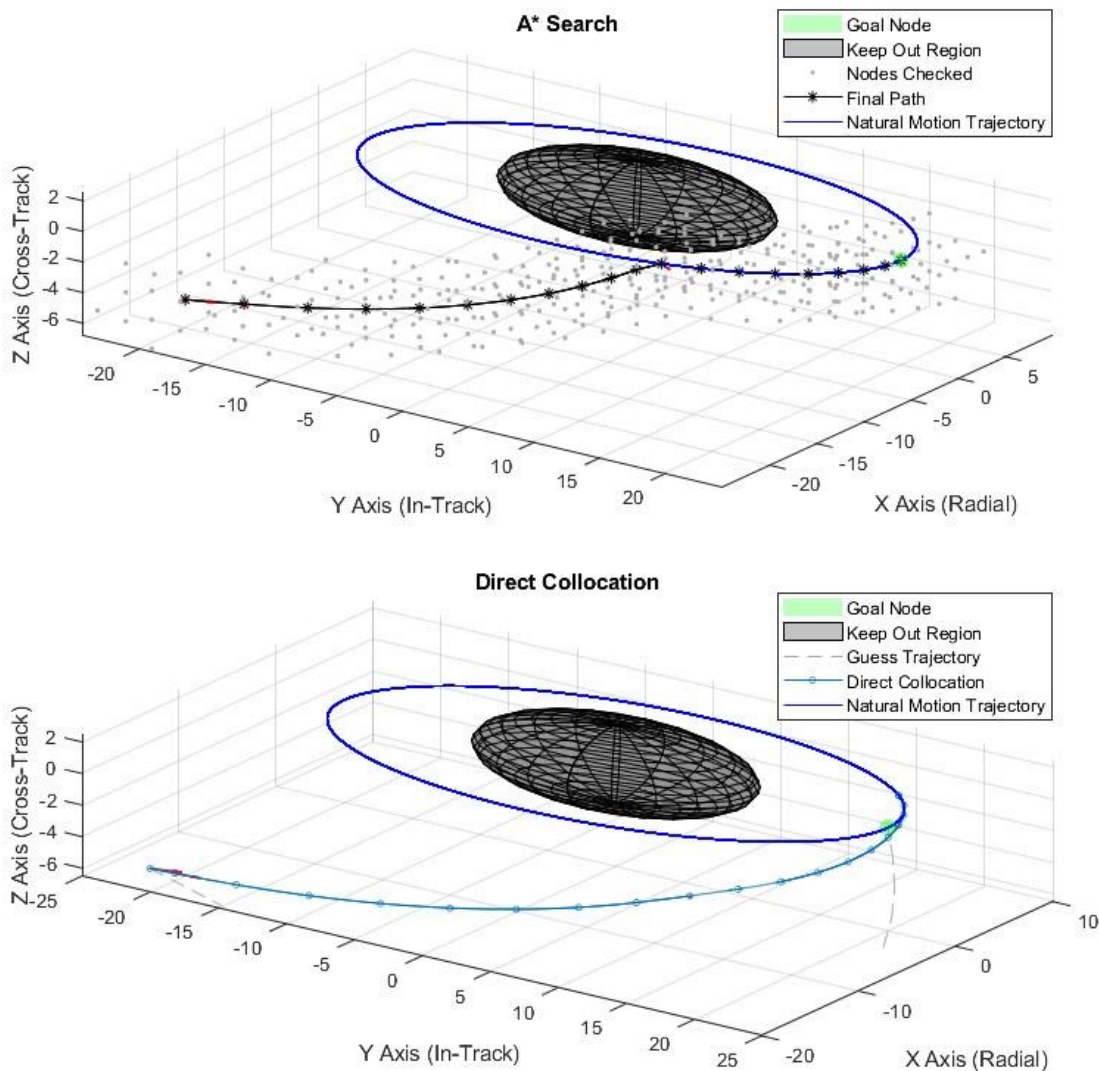 A* Search
Goal Node
Keep Out Region
Nodes Checked
Final Path
Natural Motion Trajectory
Z Axis (Cross-Track)
2
0
-2
-4
-6
-20
-15
-10
-5
0
5
10
15
20
Y Axis (In-Track)
-20
-15
-10
-5
0
5
X Axis (Radial)
Direct Collocation
Goal Node
Keep Out Region
Guess Trajectory
Direct Collocation
Natural Motion Trajectory
Z Axis (Cross-Track)
2
0
-2
-4
-6
-25
-20
-15
-10
-5
0
5
10
15
20
25
Y Axis (In-Track)
-20
-10
0
10
X Axis (Radial)